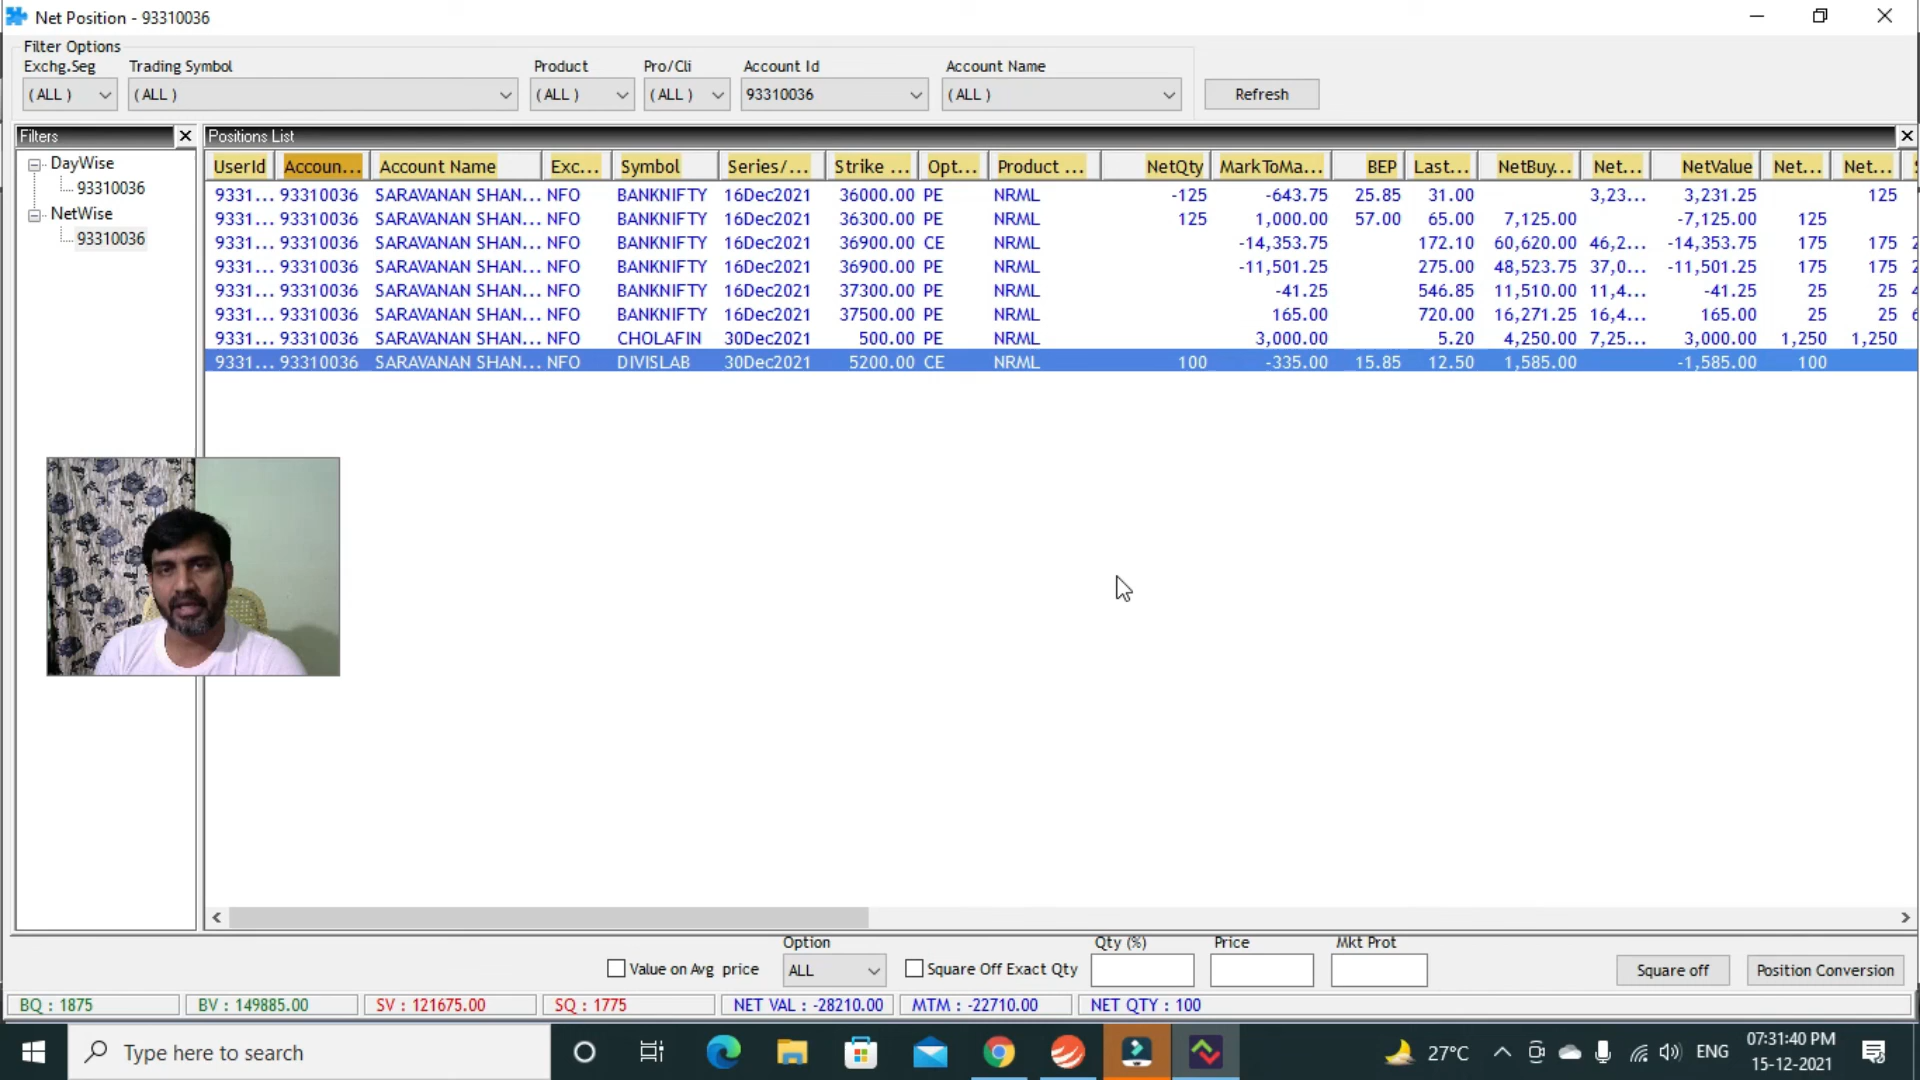 Net Position - 93310036
Filter Options
Exchg.Seg Trading Symbol Product Pro/Cli Account Id Account Name
(ALL) (ALL) (ALL) (ALL) 93310036 (ALL) Refresh
Filters Positions List
DayWise
93310036
NetWise
93310036
UserId Accoun... Account Name Exc... Symbol Series/... Strike ... Opt... Product ... NetQty MarkToMa... BEP Last... NetBuy... Net... NetValue Net... Net...
9331... 93310036 SARAVANAN SHAN... NFO BANKNIFTY 16Dec2021 36000.00 PE NRML -125 -643.75 25.85 31.00 3,23... 3,231.25 125
9331... 93310036 SARAVANAN SHAN... NFO BANKNIFTY 16Dec2021 36300.00 PE NRML 125 1,000.00 57.00 65.00 7,125.00 -7,125.00 125
9331... 93310036 SARAVANAN SHAN... NFO BANKNIFTY 16Dec2021 36900.00 CE NRML -14,353.75 172.10 60,620.00 46,2... -14,353.75 175 175
9331... 93310036 SARAVANAN SHAN... NFO BANKNIFTY 16Dec2021 36900.00 PE NRML -11,501.25 275.00 48,523.75 37,0... -11,501.25 175 175
9331... 93310036 SARAVANAN SHAN... NFO BANKNIFTY 16Dec2021 37300.00 PE NRML -41.25 546.85 11,510.00 11,4... -41.25 25 25
9331... 93310036 SARAVANAN SHAN... NFO BANKNIFTY 16Dec2021 37500.00 PE NRML 165.00 720.00 16,271.25 16,4... 165.00 25 25
9331... 93310036 SARAVANAN SHAN... NFO CHOLAFIN 30Dec2021 500.00 PE NRML 3,000.00 5.20 4,250.00 7,25... 3,000.00 1,250 1,250
9331... 93310036 SARAVANAN SHAN... NFO DIVISLAB 30Dec2021 5200.00 CE NRML 100 -335.00 15.85 12.50 1,585.00 -1,585.00 100
Option Qty (%) Price Mkt Prot
Value on Avg price ALL Square Off Exact Qty Square off Position Conversion
BQ : 1875 BV : 149885.00 SV : 121675.00 SQ : 1775 NET VAL : -28210.00 MTM : -22710.00 NET QTY : 100
Type here to search 27°C ENG 07:31:40 PM
15-12-2021